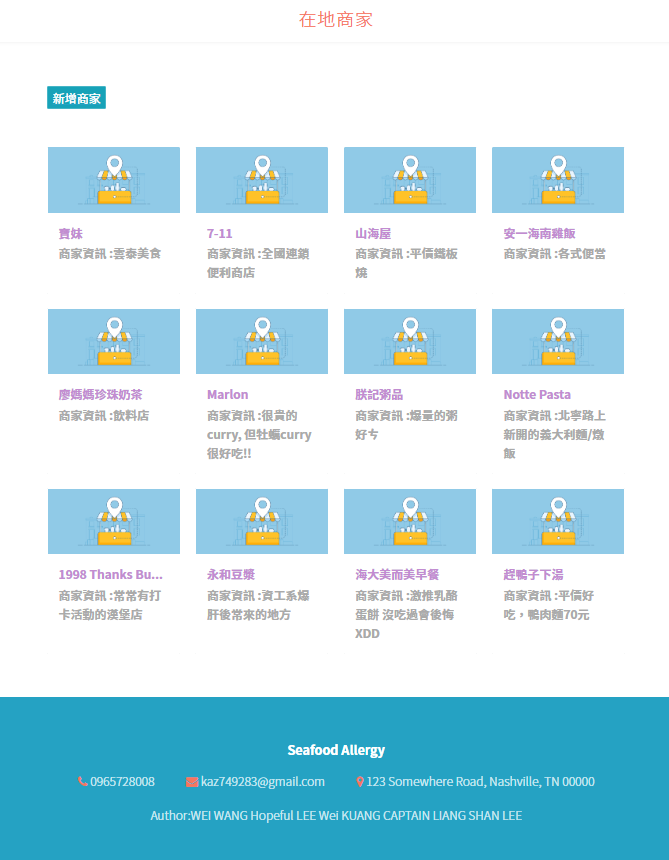 在地商家
新增商家
寶妹
商家資訊 :雲泰美食
7-11
商家資訊 :全國連鎖
便利商店
山海屋
商家資訊 :平價鐵板
燒
安一海南雞飯
商家資訊 :各式便當
廖媽媽珍珠奶茶
商家資訊 :飲料店
Marlon
商家資訊 :很貴的
curry, 但牡蠣curry
很好吃!!
朕記粥品
商家資訊 :爆量的粥
好ㄘ
Notte Pasta
商家資訊 :北寧路上
新開的義大利麵/燉
飯
1998 Thanks Bu...
商家資訊 :常常有打
卡活動的漢堡店
永和豆漿
商家資訊 :資工系爆
肝後常來的地方
海大美而美早餐
商家資訊 :激推乳酪
蛋餅 沒吃過會後悔
XDD
趕鴨子下湯
商家資訊 :平價好
吃，鴨肉麵70元
Seafood Allergy
0965728008
kaz749283@gmail.com
123 Somewhere Road, Nashville, TN 00000
Author:WEI WANG Hopeful LEE Wei KUANG CAPTAIN LIANG SHAN LEE